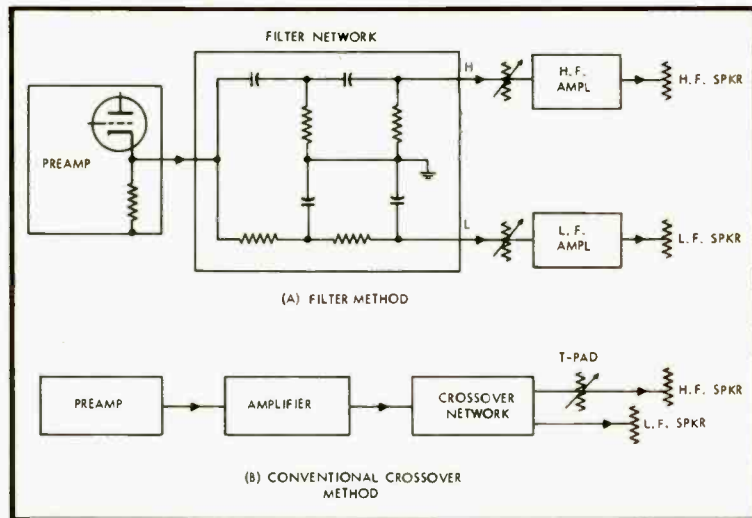 FILTER NETWORK
PREAMP
H
H.F.
AMPL
H.F. SPKR
L
L.F.
AMPL
L.F. SPKR
(A) FILTER METHOD
PREAMP
AMPLIFIER
CROSSOVER
NETWORK
T-PAD
H.F. SPKR
L.F. SPKR
(B) CONVENTIONAL CROSSOVER
METHOD